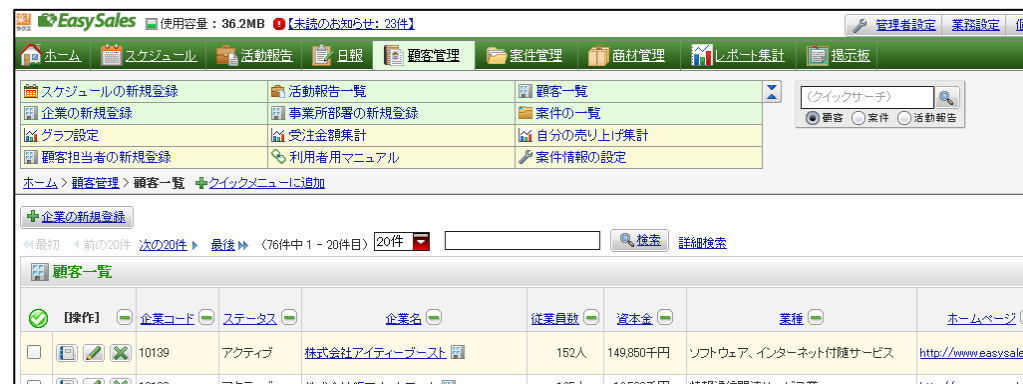 ラクス EasySales 使用容量：36.2MB 【未読のお知らせ：23件】 管理者設定 業務設定
ホーム スケジュール 活動報告 日報 顧客管理 案件管理 商材管理 レポート集計 掲示板
スケジュールの新規登録 活動報告一覧 顧客一覧
企業の新規登録 事業所部署の新規登録 案件の一覧
グラフ設定 受注金額集計 自分の売り上げ集計
顧客担当者の新規登録 利用者用マニュアル 案件情報の設定
(クイックサーチ)
顧客 案件 活動報告
ホーム > 顧客管理 > 顧客一覧 クイックメニューに追加
企業の新規登録
最初 前の20件 次の20件 最後 (76件中 1 - 20件目) 20件 検索 詳細検索
顧客一覧
[操作] 企業コード ステータス 企業名 従業員数 資本金 業種 ホームページ
10139 アクティブ 株式会社アイティーブースト 152人 149,850千円 ソフトウェア、インターネット付随サービス http://www.easysale